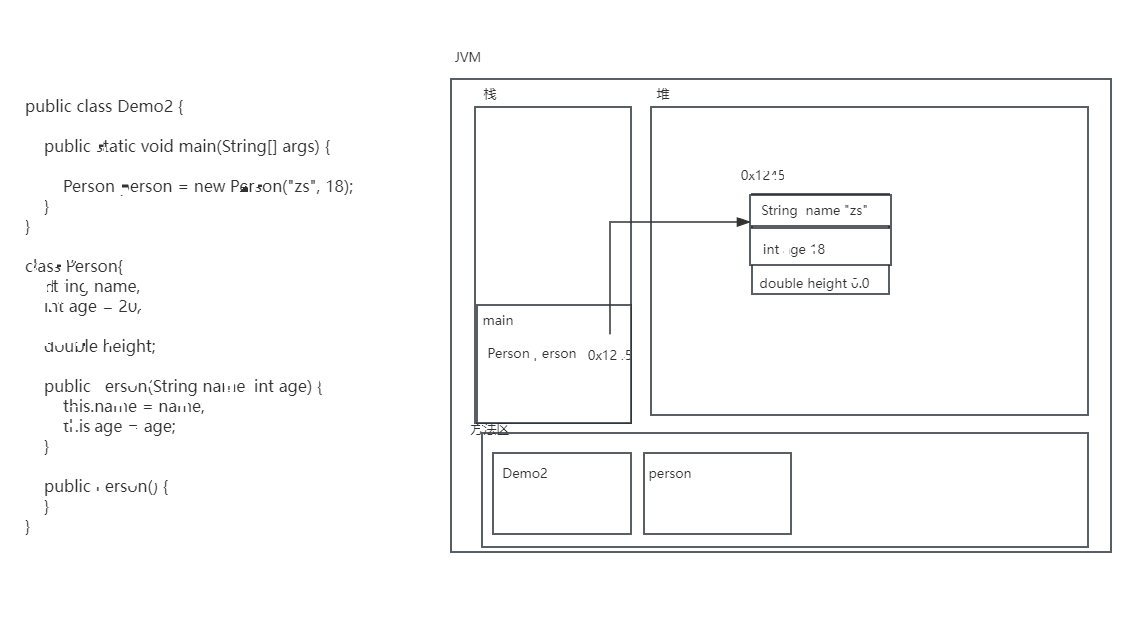 public class Demo2 {
public static void main(String[] args) {
Person person = new Person("zs", 18);
}
}
class Person{
String name;
int age = 20;
double height;
public Person(String name, int age) {
this.name = name;
this.age = age;
}
public Person() {
}
}
JVM
栈
堆
0x1245
String name "zs"
int age 18
double height 0.0
main
Person person 0x12
方法区
Demo2
person